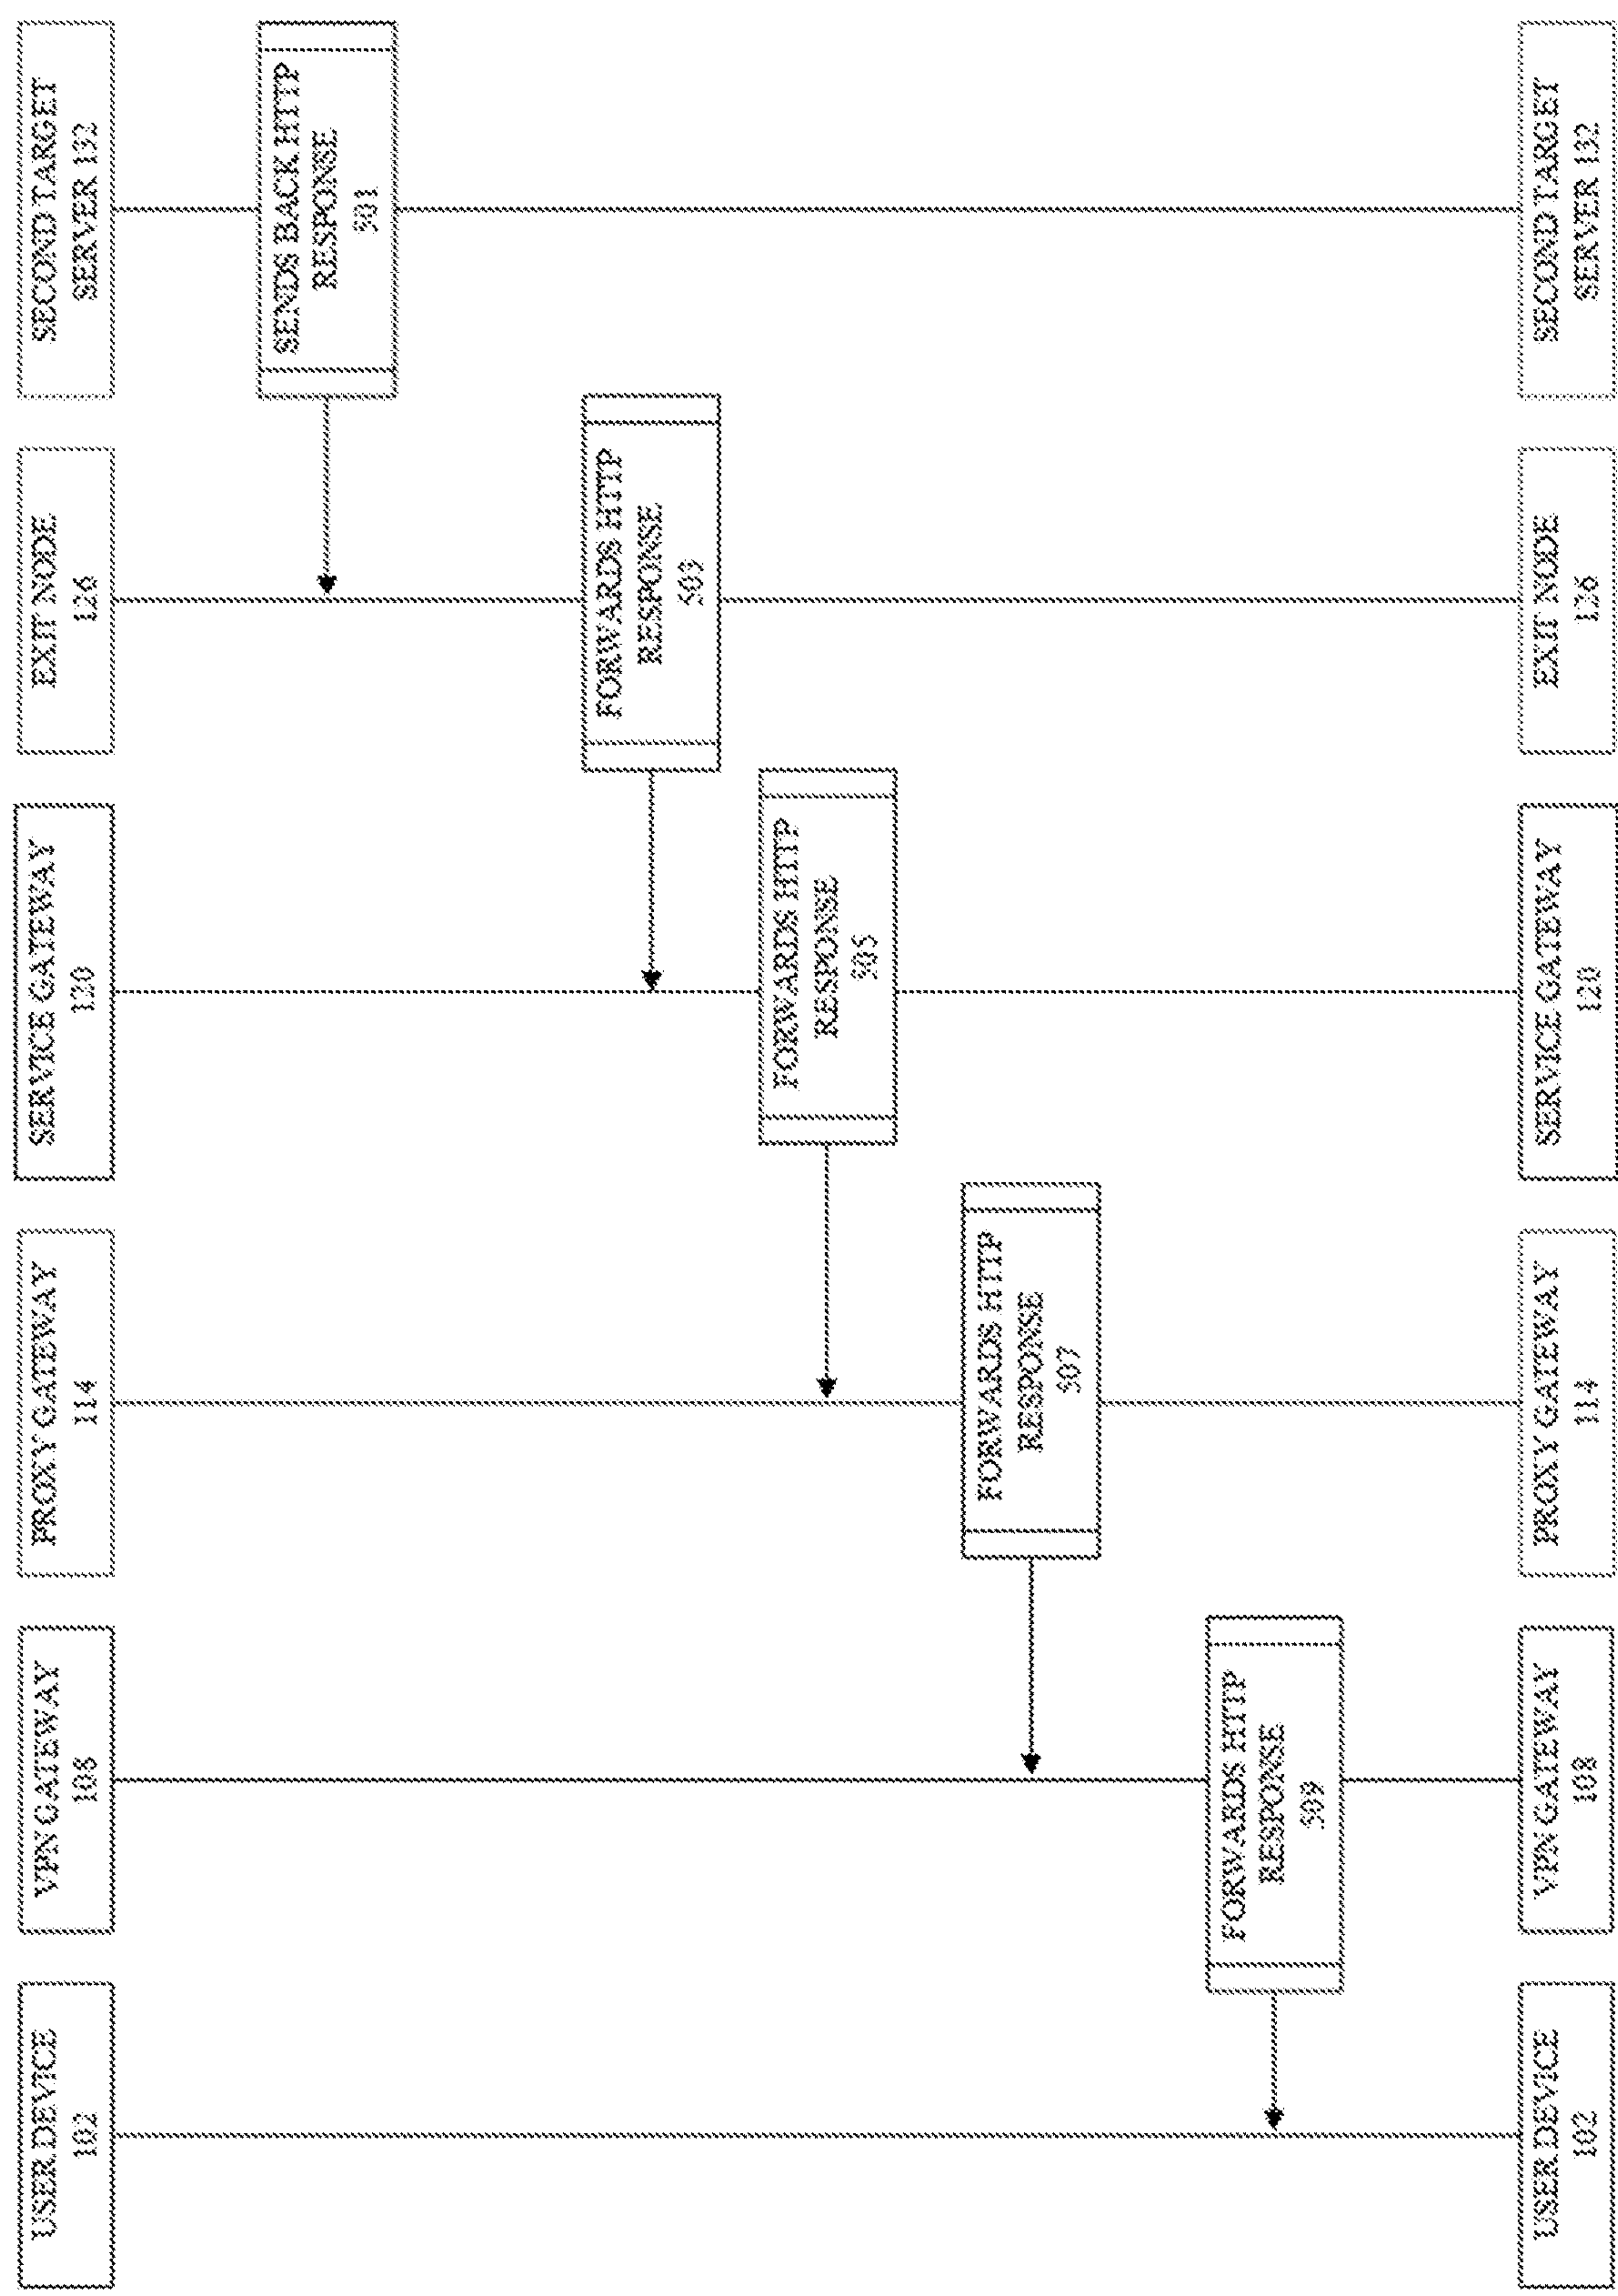 USER DEVICE
102
VPN GATEWAY
108
PROXY GATEWAY
114
SERVICE GATEWAY
120
EXIT NODE
126
SECOND TARGET
SERVER 132
SENDS BACK HTTP
RESPONSE
501
FORWARDS HTTP
RESPONSE
503
FORWARDS HTTP
RESPONSE
505
FORWARDS HTTP
RESPONSE
507
FORWARDS HTTP
RESPONSE
509
USER DEVICE
102
VPN GATEWAY
108
PROXY GATEWAY
114
SERVICE GATEWAY
120
EXIT NODE
126
SECOND TARGET
SERVER 132